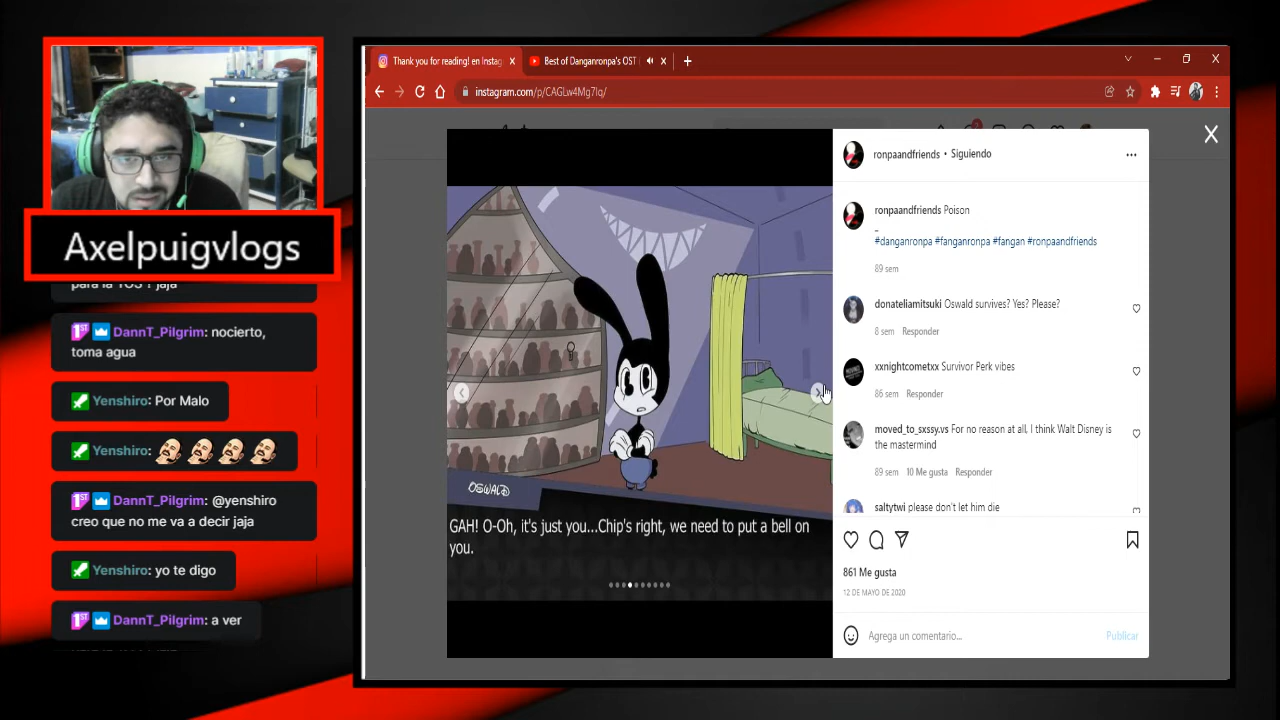 Axelpuigvlogs
para la TOS ? jaja
DannT_Pilgrim: nocierto,
toma agua
Yenshiro: Por Malo
Yenshiro:
DannT_Pilgrim: @yenshiro
creo que no me va a decir jaja
Yenshiro: yo te digo
DannT_Pilgrim: a ver
Thank you for reading! en Instag
Best of Danganronpa's OST
instagram.com/p/CAGLw4Mg7lq/
OSWALD
GAH! O-Oh, it's just you...Chip's right, we need to put a bell on
you.
ronpaandfriends • Siguiendo
ronpaandfriends Poison
_
#danganronpa #fanganronpa #fangan #ronpaandfriends
89 sem
donateliamitsuki Oswald survives? Yes? Please?
8 sem Responder
xxnightcometxx Survivor Perk vibes
86 sem Responder
moved_to_sxssy.vs For no reason at all, I think Walt Disney is
the mastermind
89 sem 10 Me gusta Responder
saltytwi please don't let him die
861 Me gusta
12 DE MAYO DE 2020
Agrega un comentario...
Publicar